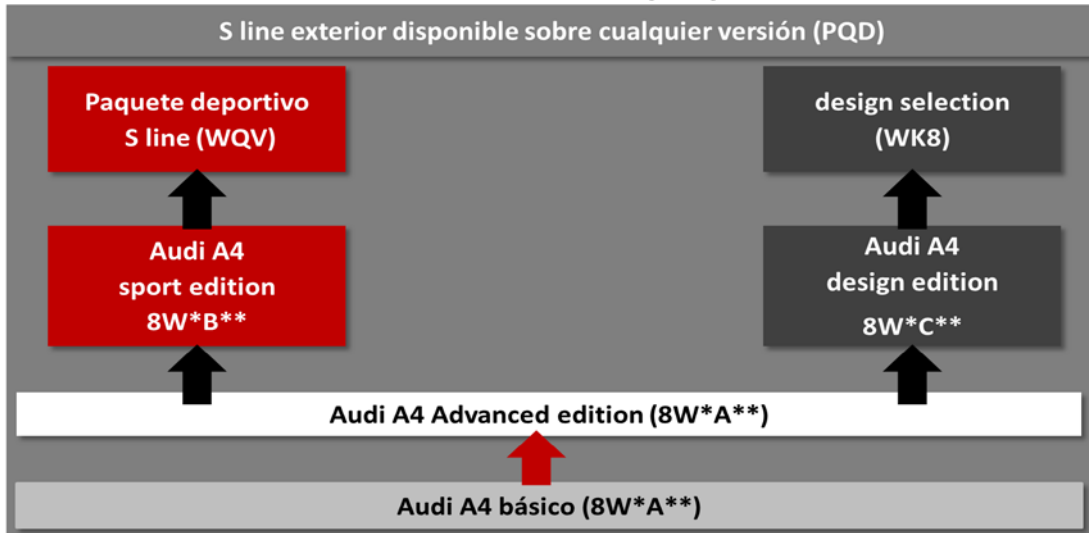 S line exterior disponible sobre cualquier versión (PQD)
Paquete deportivo
S line (WQV)
design selection
(WK8)
Audi A4
sport edition
8W*B**
Audi A4
design edition
8W*C**
Audi A4 Advanced edition (8W*A**)
Audi A4 básico (8W*A**)